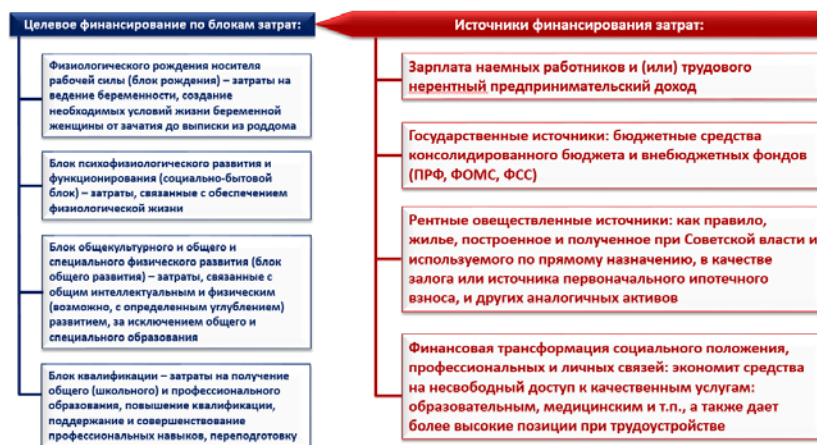 Целевое финансирование по блокам затрат:
Физиологического рождения носителя
рабочей силы (блок рождения) – затраты на
ведение беременности, создание
необходимых условий жизни беременной
женщины от зачатия до выписки из роддома
Блок психофизиологического развития и
функционирования (социально-бытовой
блок) – затраты, связанные с обеспечением
физиологической жизни
Блок общекультурного и общего и
специального физического развития (блок
общего развития) – затраты, связанные с
общим интеллектуальным и физическим
(возможно, с определенным углублением)
развитием, за исключением общего и
специального образования
Блок квалификации – затраты на получение
общего (школьного) и профессионального
образования, повышение квалификации,
поддержание и совершенствование
профессиональных навыков, переподготовку
Источники финансирования затрат:
Зарплата наемных работников и (или) трудового
нерентный предпринимательский доход
Государственные источники: бюджетные средства
консолидированного бюджета и внебюджетных фондов
(ПРФ, ФОМС, ФСС)
Рентные овеществленные источники: как правило,
жилье, построенное и полученное при Советской власти и
используемого по прямому назначению, в качестве
залога или источника первоначального ипотечного
взноса, и других аналогичных активов
Финансовая трансформация социального положения,
профессиональных и личных связей: экономит средства
на несвободный доступ к качественным услугам:
образовательным, медицинским и т.п., а также дает
более высокие позиции при трудоустройстве